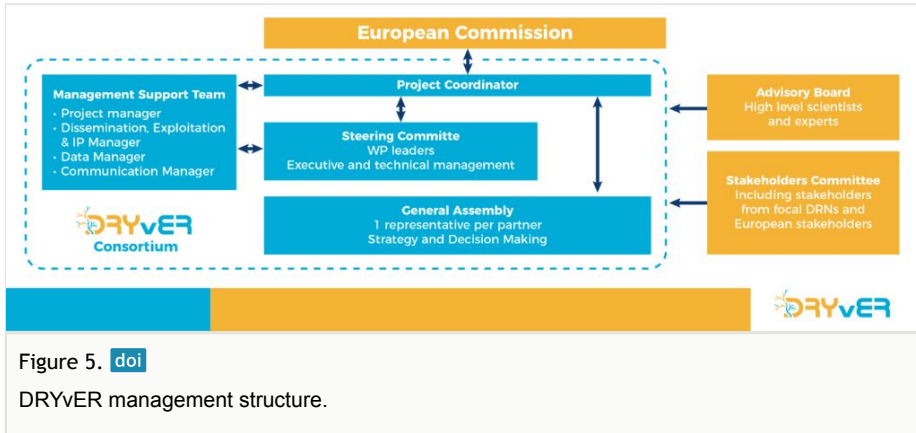 European Commission
Project Coordinator
Management Support Team
• Project manager
• Dissemination, Exploitation
& IP Manager
• Data Manager
• Communication Manager
Steering Committe
WP leaders
Executive and technical management
General Assembly
1 representative per partner
Strategy and Decision Making
DRYvER
Consortium
Advisory Board
High level scientists
and experts
Stakeholders Committee
Including stakeholders
from focal DRNs and
European stakeholders
DRYvER
Figure 5. doi
DRYvER management structure.